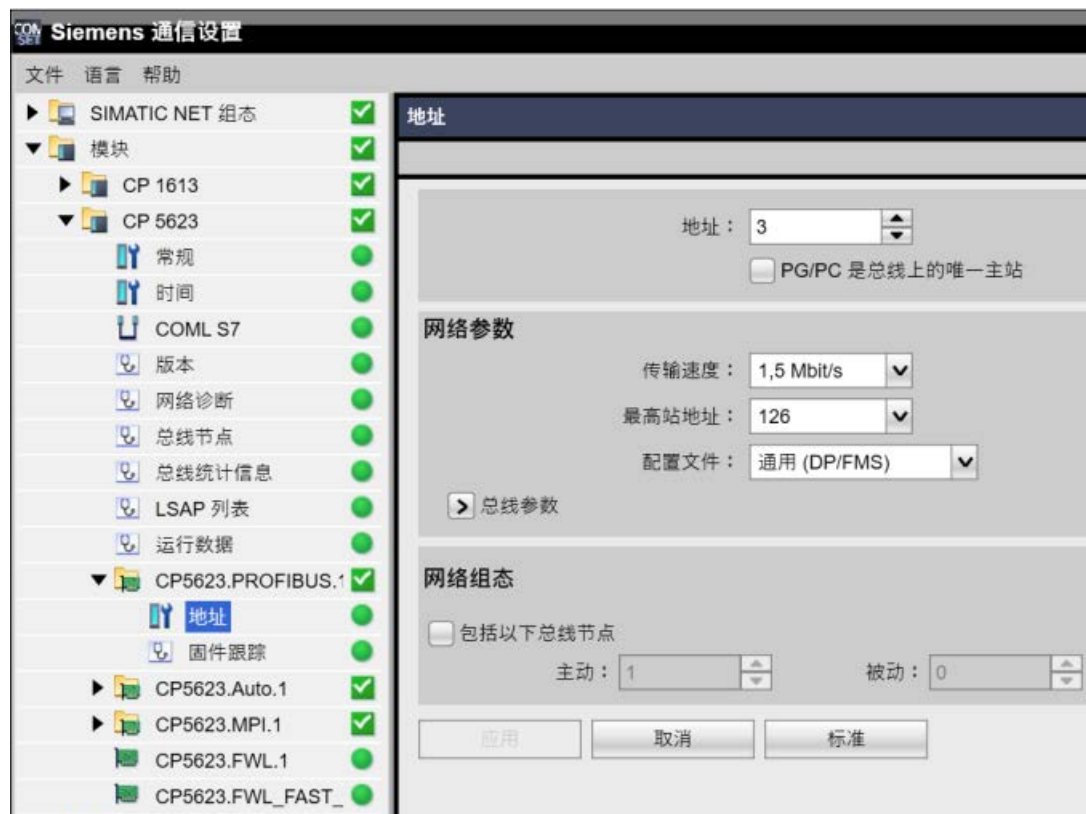 Siemens 通信设置
文件 语言 帮助
SIMATIC NET 组态
模块
CP 1613
CP 5623
常规
时间
COML S7
版本
网络诊断
总线节点
总线统计信息
LSAP 列表
运行数据
CP5623.PROFIBUS.1
地址
固件跟踪
CP5623.Auto.1
CP5623.MPI.1
CP5623.FWL.1
CP5623.FWL_FAST_
地址
地址： 3
PG/PC 是总线上的唯一主站
网络参数
传输速度： 1,5 Mbit/s
最高站地址： 126
配置文件： 通用 (DP/FMS)
总线参数
网络组态
包括以下总线节点
主动： 1 被动： 0
应用 取消 标准